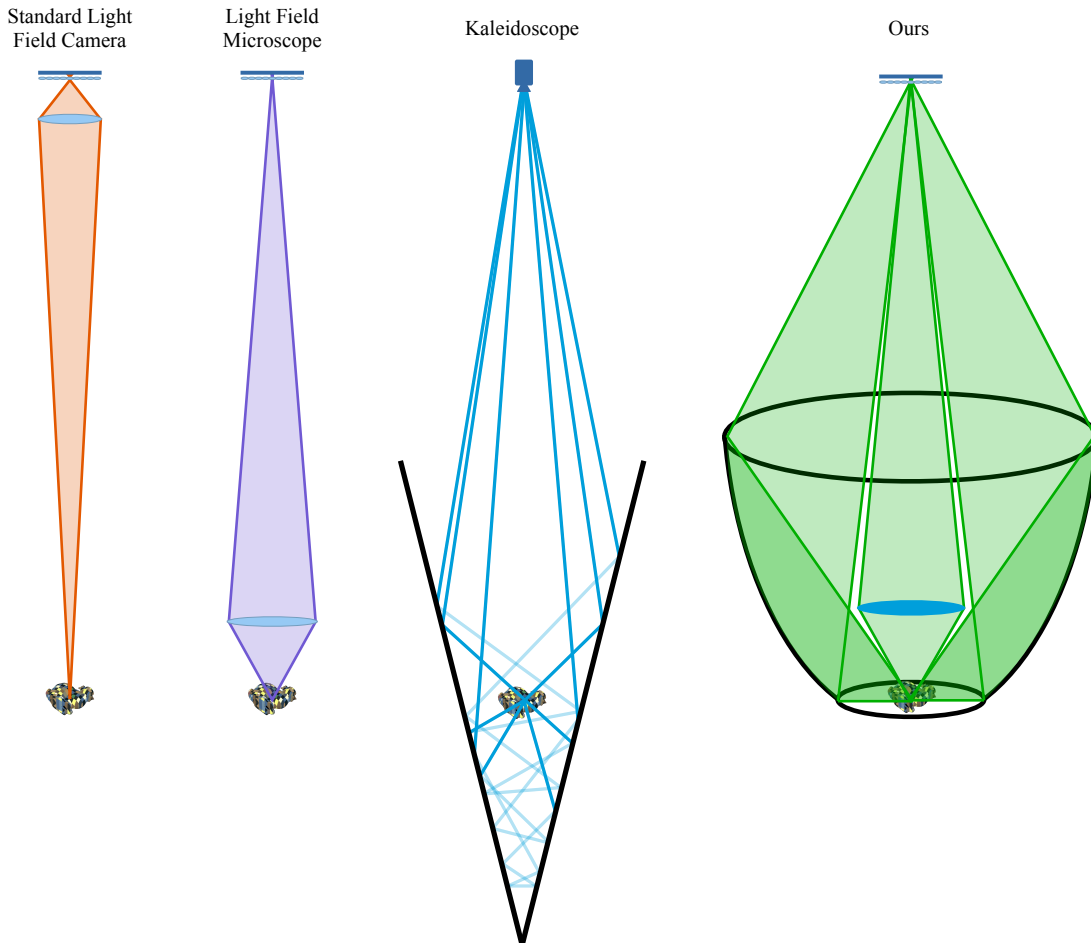 Standard Light
Field Camera
Light Field
Microscope
Kaleidoscope
Ours